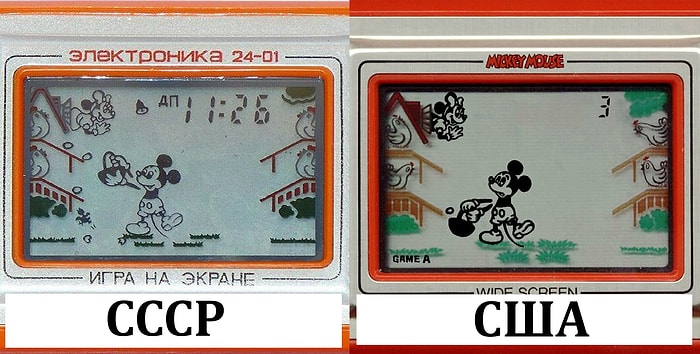 электроника 24-01
ДП 11:26
ИГРА НА ЭКРАНЕ
СССР
MICKEY MOUSE
3
GAME A
WIDE SCREEN
США